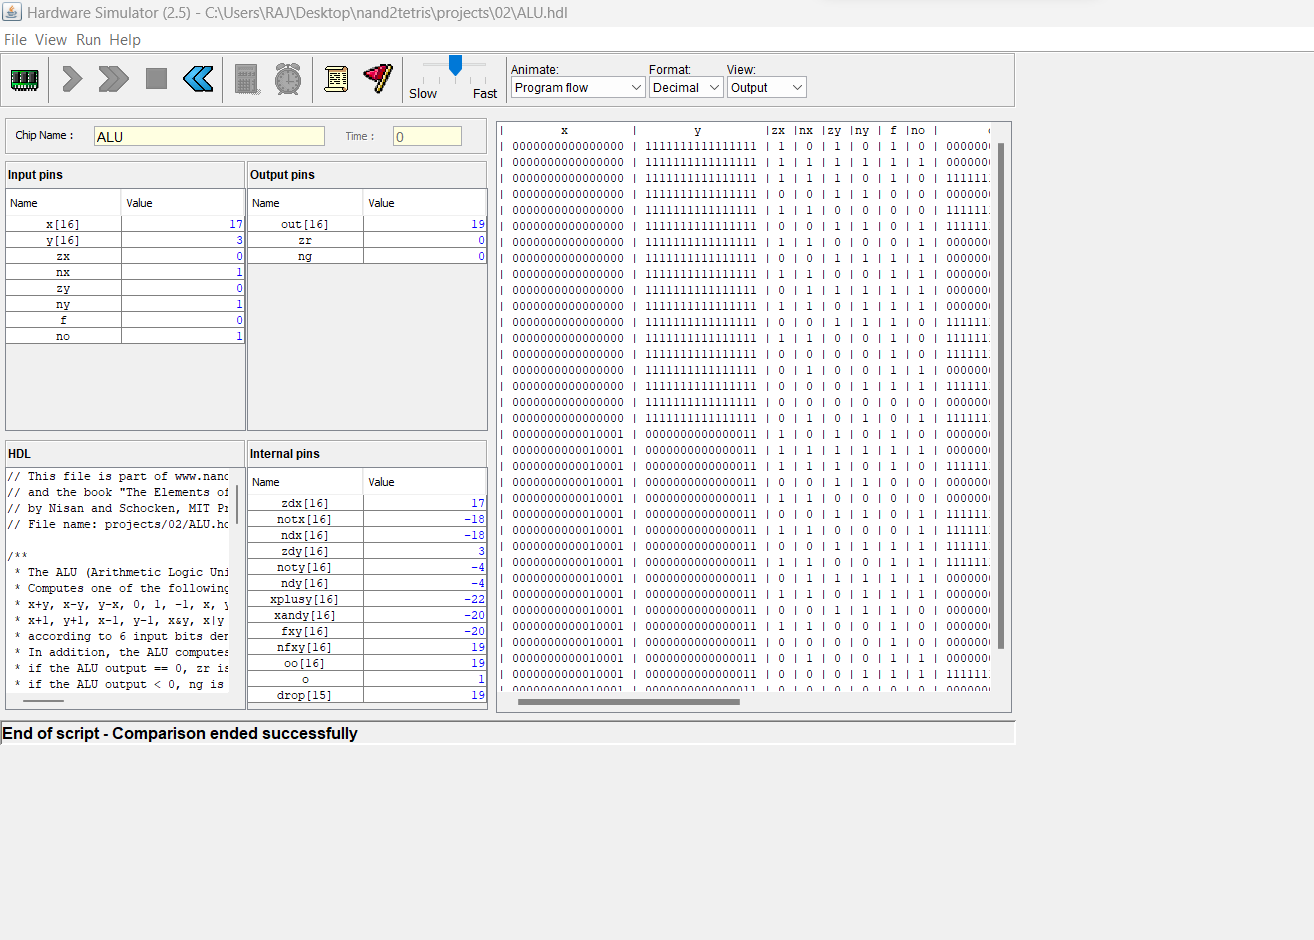 Hardware Simulator (2.5) - C:\Users\RAJ\Desktop\nand2tetris\projects\02\ALU.hdl
File View Run Help
Slow Fast
Animate: Format: View:
Program flow Decimal Output
Chip Name : ALU Time : 0
Input pins
Name Value
x[16] 17
y[16] 3
zx 0
nx 1
zy 0
ny 1
f 0
no 1
Output pins
Name Value
out[16] 19
zr 0
ng 0
HDL
// This file is part of www.nand
// and the book "The Elements of
// by Nisan and Schocken, MIT Pr
// File name: projects/02/ALU.hd
/**
* The ALU (Arithmetic Logic Uni
* Computes one of the following
* x+y, x-y, y-x, 0, 1, -1, x, y
* x+1, y+1, x-1, y-1, x&y, x|y
* according to 6 input bits den
* In addition, the ALU computes
* if the ALU output == 0, zr is
* if the ALU output < 0, ng is
Internal pins
Name Value
zdx[16] 17
notx[16] -18
ndx[16] -18
zdy[16] 3
noty[16] -4
ndy[16] -4
xplusy[16] -22
xandy[16] -20
fxy[16] -20
nfxy[16] 19
oo[16] 19
o 1
drop[15] 19
| x | y |zx |nx |zy |ny | f |no |
| 0000000000000000 | 1111111111111111 | 1 | 0 | 1 | 0 | 1 | 0 | 000000
| 0000000000000000 | 1111111111111111 | 1 | 1 | 1 | 1 | 1 | 1 | 000000
| 0000000000000000 | 1111111111111111 | 1 | 1 | 1 | 0 | 1 | 0 | 111111
| 0000000000000000 | 1111111111111111 | 0 | 0 | 1 | 1 | 0 | 0 | 000000
| 0000000000000000 | 1111111111111111 | 1 | 1 | 0 | 0 | 0 | 0 | 111111
| 0000000000000000 | 1111111111111111 | 0 | 0 | 1 | 1 | 0 | 1 | 111111
| 0000000000000000 | 1111111111111111 | 1 | 1 | 0 | 0 | 0 | 1 | 000000
| 0000000000000000 | 1111111111111111 | 0 | 0 | 1 | 1 | 1 | 1 | 000000
| 0000000000000000 | 1111111111111111 | 1 | 1 | 0 | 0 | 1 | 1 | 000000
| 0000000000000000 | 1111111111111111 | 0 | 1 | 1 | 1 | 1 | 1 | 000000
| 0000000000000000 | 1111111111111111 | 1 | 1 | 0 | 1 | 1 | 1 | 000000
| 0000000000000000 | 1111111111111111 | 0 | 0 | 1 | 1 | 1 | 0 | 111111
| 0000000000000000 | 1111111111111111 | 1 | 1 | 0 | 0 | 1 | 0 | 111111
| 0000000000000000 | 1111111111111111 | 0 | 0 | 0 | 0 | 1 | 0 | 111111
| 0000000000000000 | 1111111111111111 | 0 | 1 | 0 | 0 | 1 | 1 | 000000
| 0000000000000000 | 1111111111111111 | 0 | 0 | 0 | 1 | 1 | 1 | 111111
| 0000000000000000 | 1111111111111111 | 0 | 0 | 0 | 0 | 0 | 0 | 000000
| 0000000000000000 | 1111111111111111 | 0 | 1 | 0 | 1 | 0 | 1 | 111111
| 0000000000010001 | 0000000000000011 | 1 | 0 | 1 | 0 | 1 | 0 | 000000
| 0000000000010001 | 0000000000000011 | 1 | 1 | 1 | 1 | 1 | 1 | 000000
| 0000000000010001 | 0000000000000011 | 1 | 1 | 1 | 0 | 1 | 0 | 111111
| 0000000000010001 | 0000000000000011 | 0 | 0 | 1 | 1 | 0 | 0 | 000000
| 0000000000010001 | 0000000000000011 | 1 | 1 | 0 | 0 | 0 | 0 | 000000
| 0000000000010001 | 0000000000000011 | 0 | 0 | 1 | 1 | 0 | 1 | 111111
| 0000000000010001 | 0000000000000011 | 1 | 1 | 0 | 0 | 0 | 1 | 111111
| 0000000000010001 | 0000000000000011 | 0 | 0 | 1 | 1 | 1 | 1 | 111111
| 0000000000010001 | 0000000000000011 | 1 | 1 | 0 | 0 | 1 | 1 | 111111
| 0000000000010001 | 0000000000000011 | 0 | 1 | 1 | 1 | 1 | 1 | 000000
| 0000000000010001 | 0000000000000011 | 1 | 1 | 0 | 1 | 1 | 1 | 000000
| 0000000000010001 | 0000000000000011 | 0 | 0 | 1 | 1 | 1 | 0 | 000000
| 0000000000010001 | 0000000000000011 | 1 | 1 | 0 | 0 | 1 | 0 | 000000
| 0000000000010001 | 0000000000000011 | 0 | 0 | 0 | 0 | 1 | 0 | 000000
| 0000000000010001 | 0000000000000011 | 0 | 1 | 0 | 0 | 1 | 1 | 000000
| 0000000000010001 | 0000000000000011 | 0 | 0 | 0 | 1 | 1 | 1 | 111111
| 0000000000010001 | 0000000000000011 | 0 | 0 | 0 | 0 | 0 | 0 | 000000
End of script - Comparison ended successfully